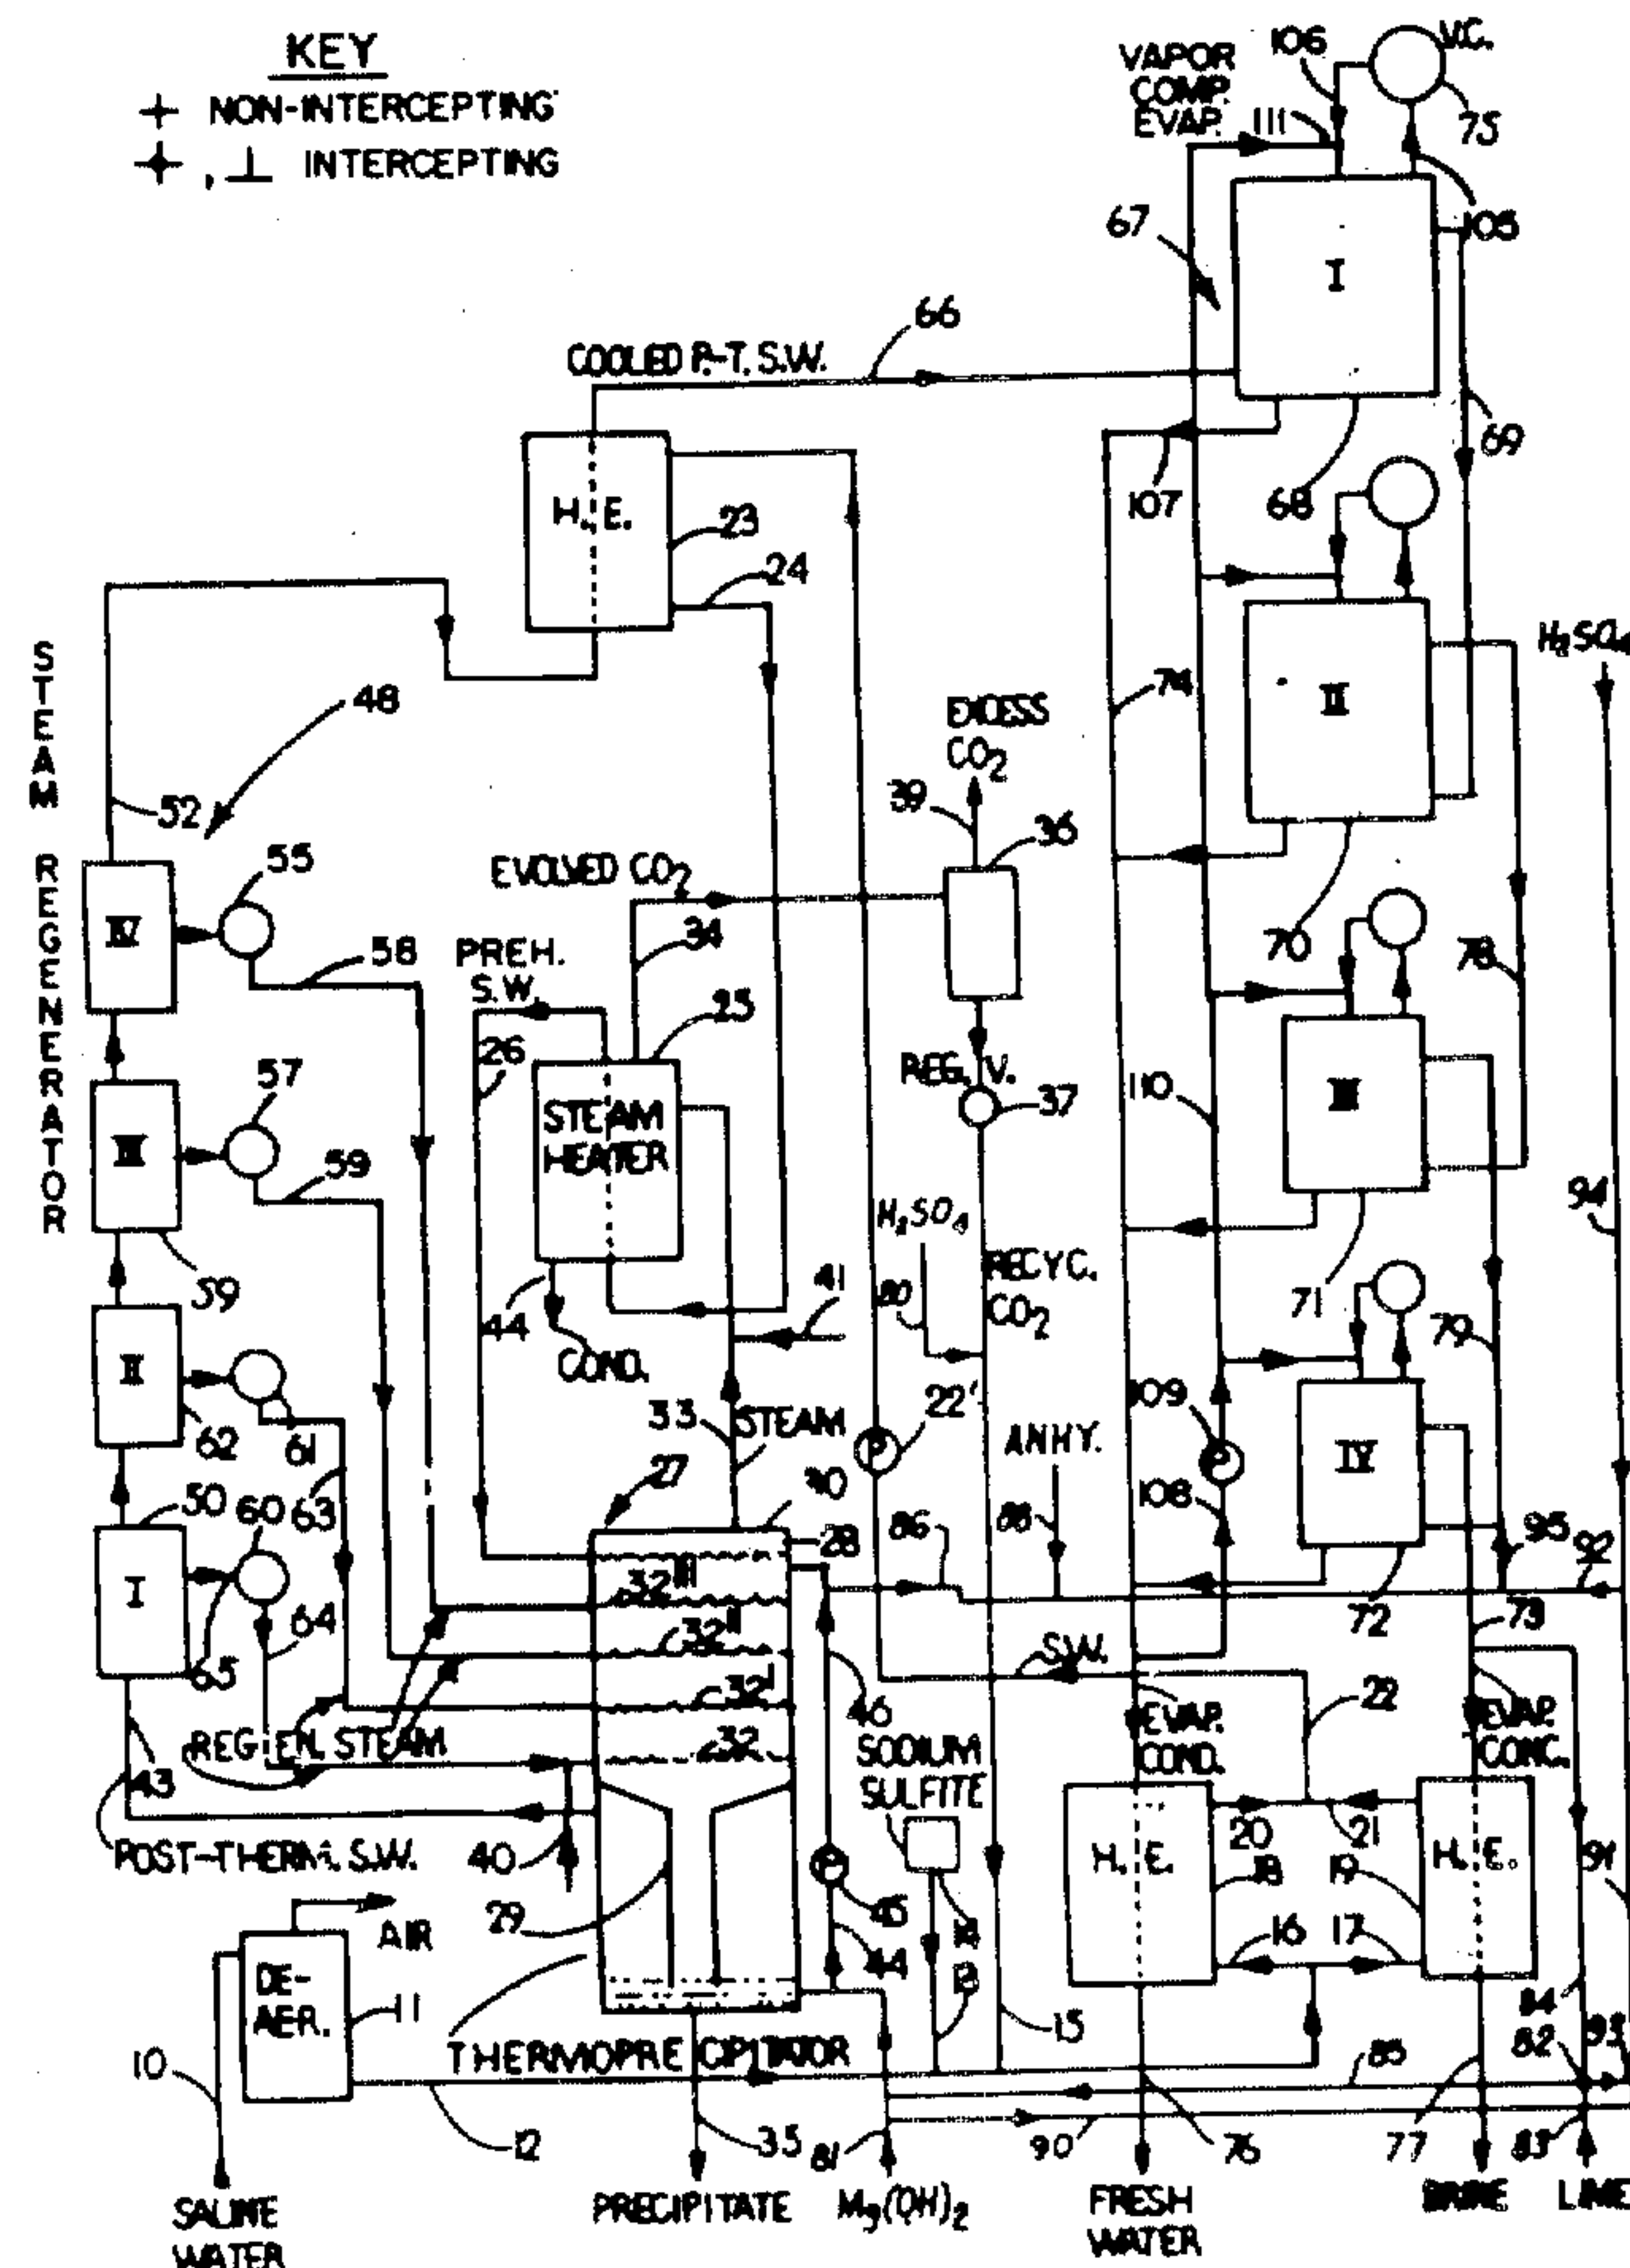 KEY
NON-INTERCEPTING
, INTERCEPTING
VAPOR
COMP.
EVAP.
106
V.C.
75
111
105
67
I
66
COOLED P.-T. S.W.
69
107
68
H.E.
23
24
74
II
H2SO4
STEAM REGENERATOR
48
52
EXCESS
CO2
39
36
70
78
55
IV
58
EVOLVED CO2
34
PREH.
S.W.
25
26
REG. V.
37
57
III
59
STEAM
HEATER
110
III
94
59
44
COND.
41
H2SO4
80
RECYC.
CO2
71
79
II
62
61
63
33
STEAM
22'
P
ANHY.
109
P
108
IV
27
30
28
50
60
I
86
88
95
92
32''''
72
73
64
65
32''
S.W.
32'
46
22
REGEN. STEAM
32
SODIUM
SULFITE
EVAP.
COND.
EVAP.
CONC.
43
POST-THERM. S.W.
40
20
21
H.E.
18
19
H.E.
91
29
P
45
14
AIR
DE-
AER.
11
44
13
16
17
84
10
15
THERMOPRECIPITATOR
85
82
93
12
35
81
90
76
77
83
SALINE
WATER
PRECIPITATE
Mg(OH)2
FRESH
WATER
BRINE
LIME